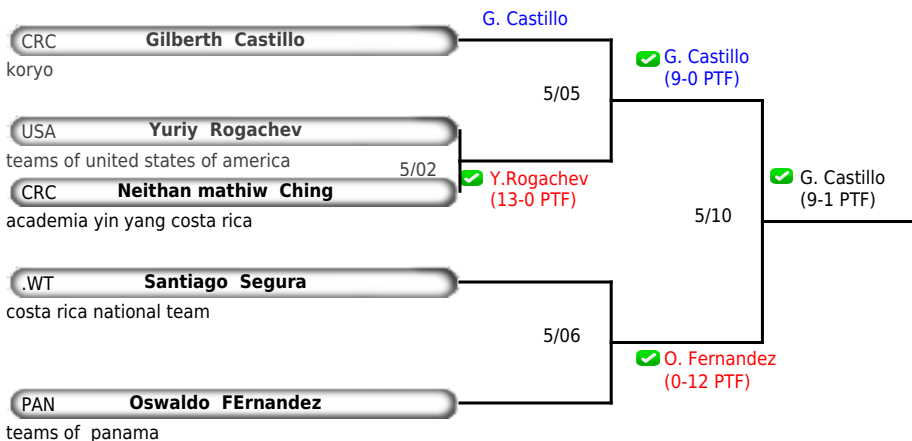 G. Castillo
CRC Gilberth Castillo
koryo
G. Castillo
(9-0 PTF)
5/05
USA Yuriy Rogachev
teams of united states of america
5/02
Y.Rogachev
(13-0 PTF)
CRC Neithan mathiw Ching
academia yin yang costa rica
G. Castillo
(9-1 PTF)
5/10
.WT Santiago Segura
costa rica national team
5/06
O. Fernandez
(0-12 PTF)
PAN Oswaldo FErnandez
teams of panama